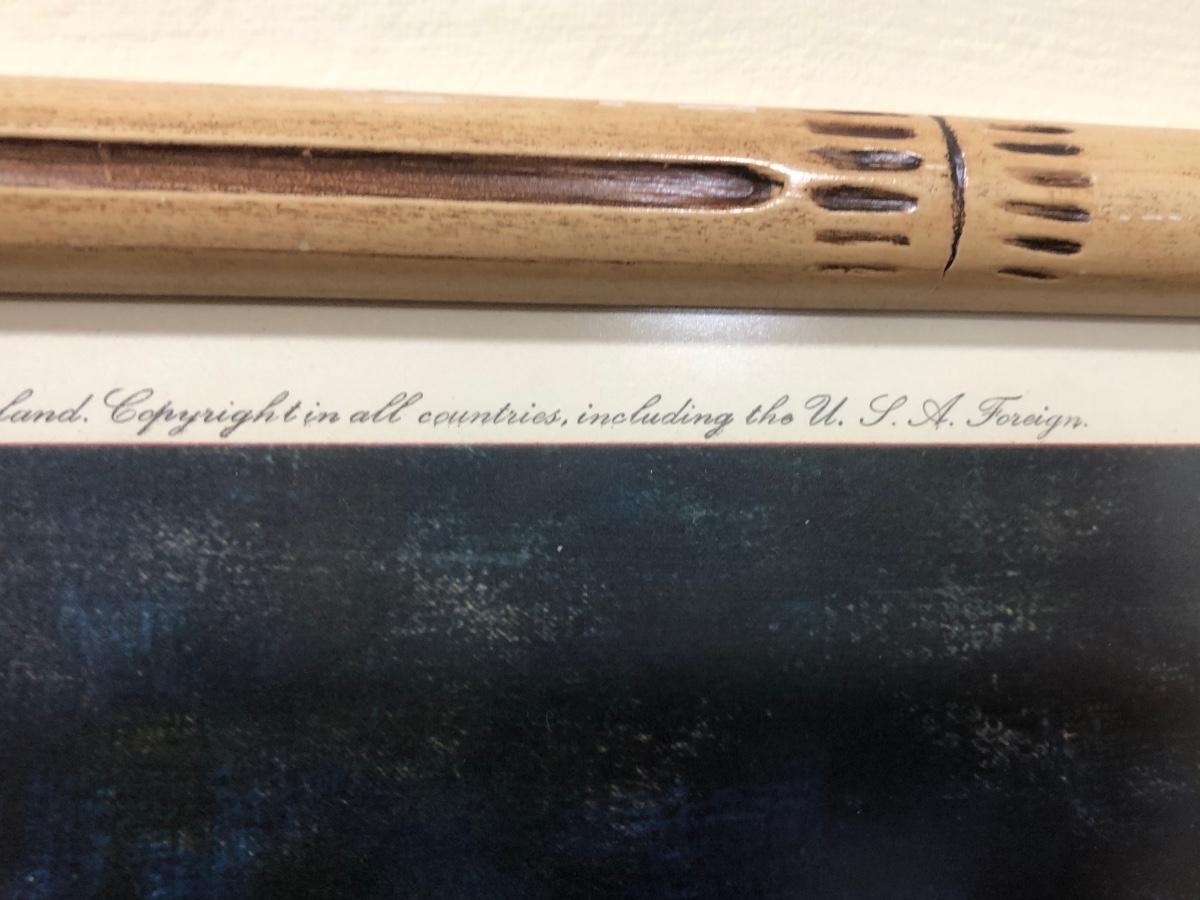 land. Copyright in all countries, including the U. S. A. Foreign.